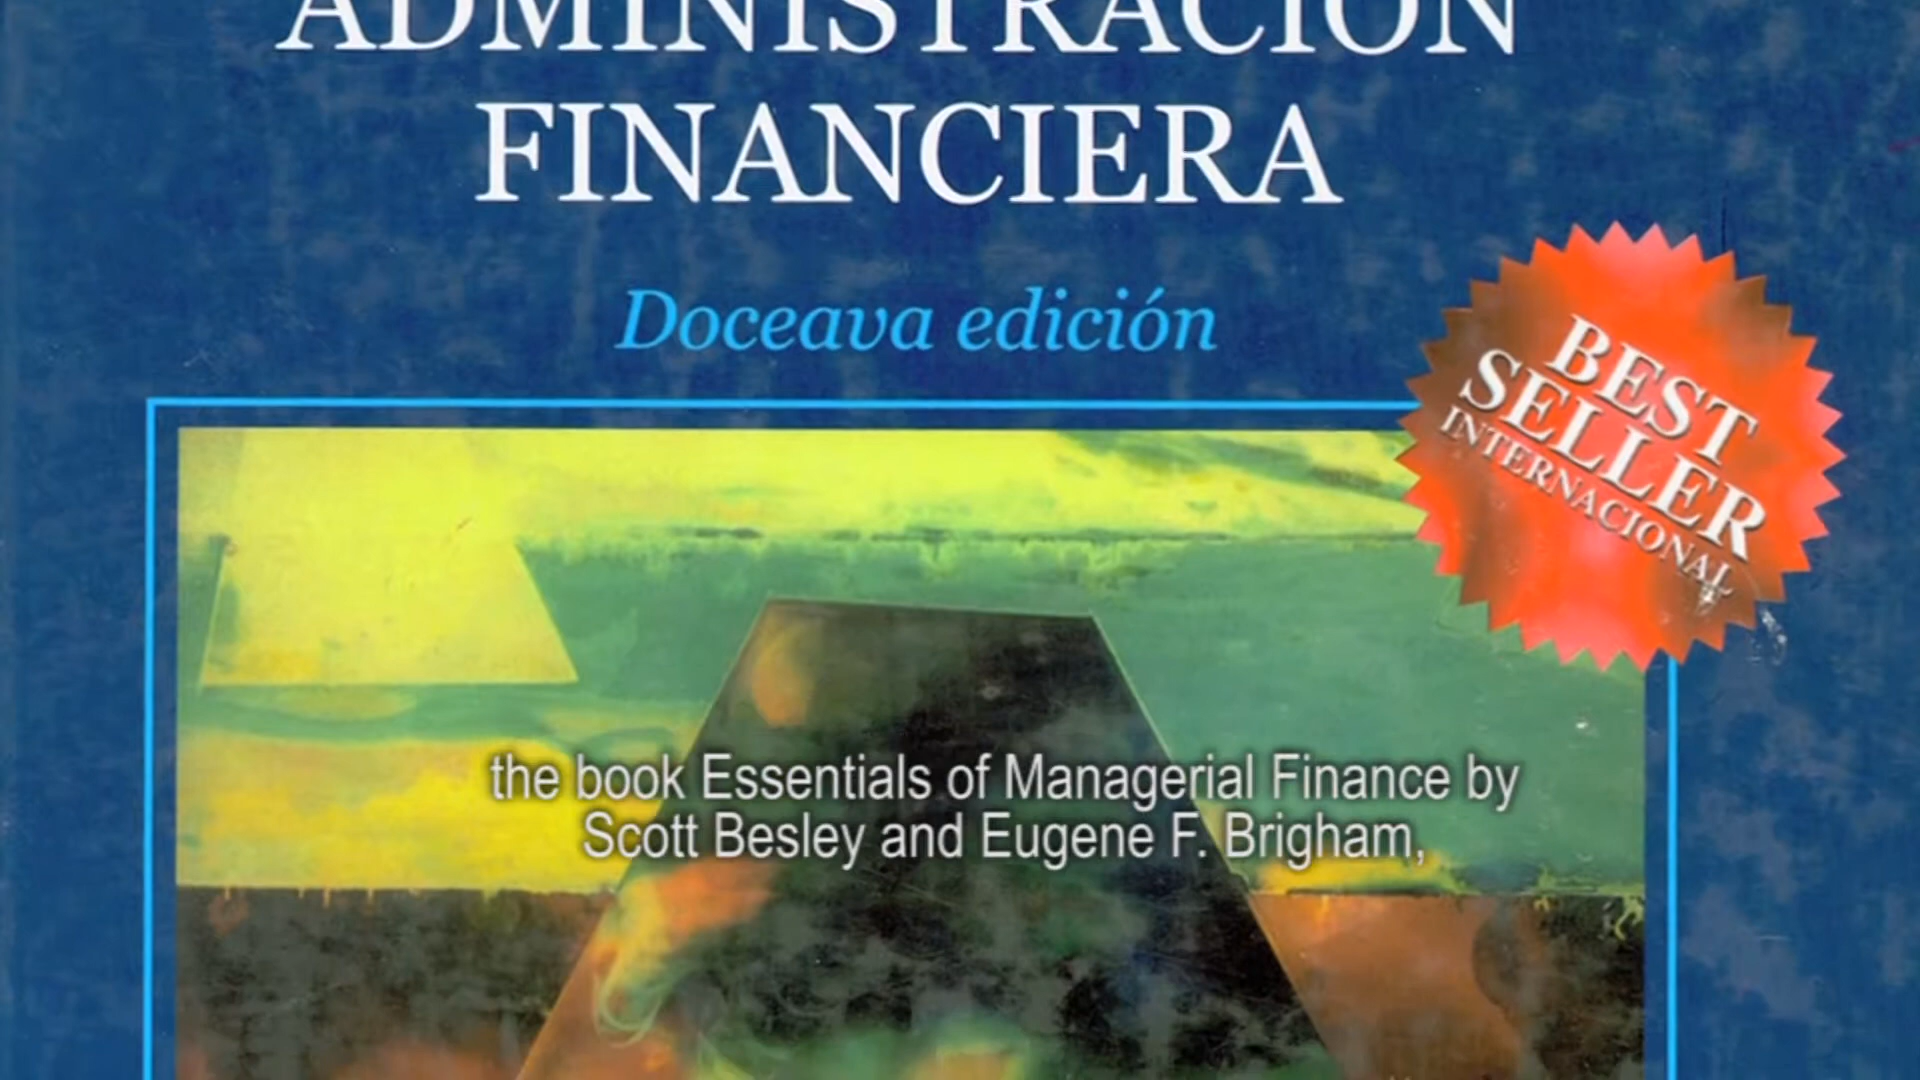 ADMINISTRACIÓN
FINANCIERA
Doceava edición
BEST
SELLER
INTERNACIONAL
the book Essentials of Managerial Finance by
Scott Besley and Eugene F. Brigham,